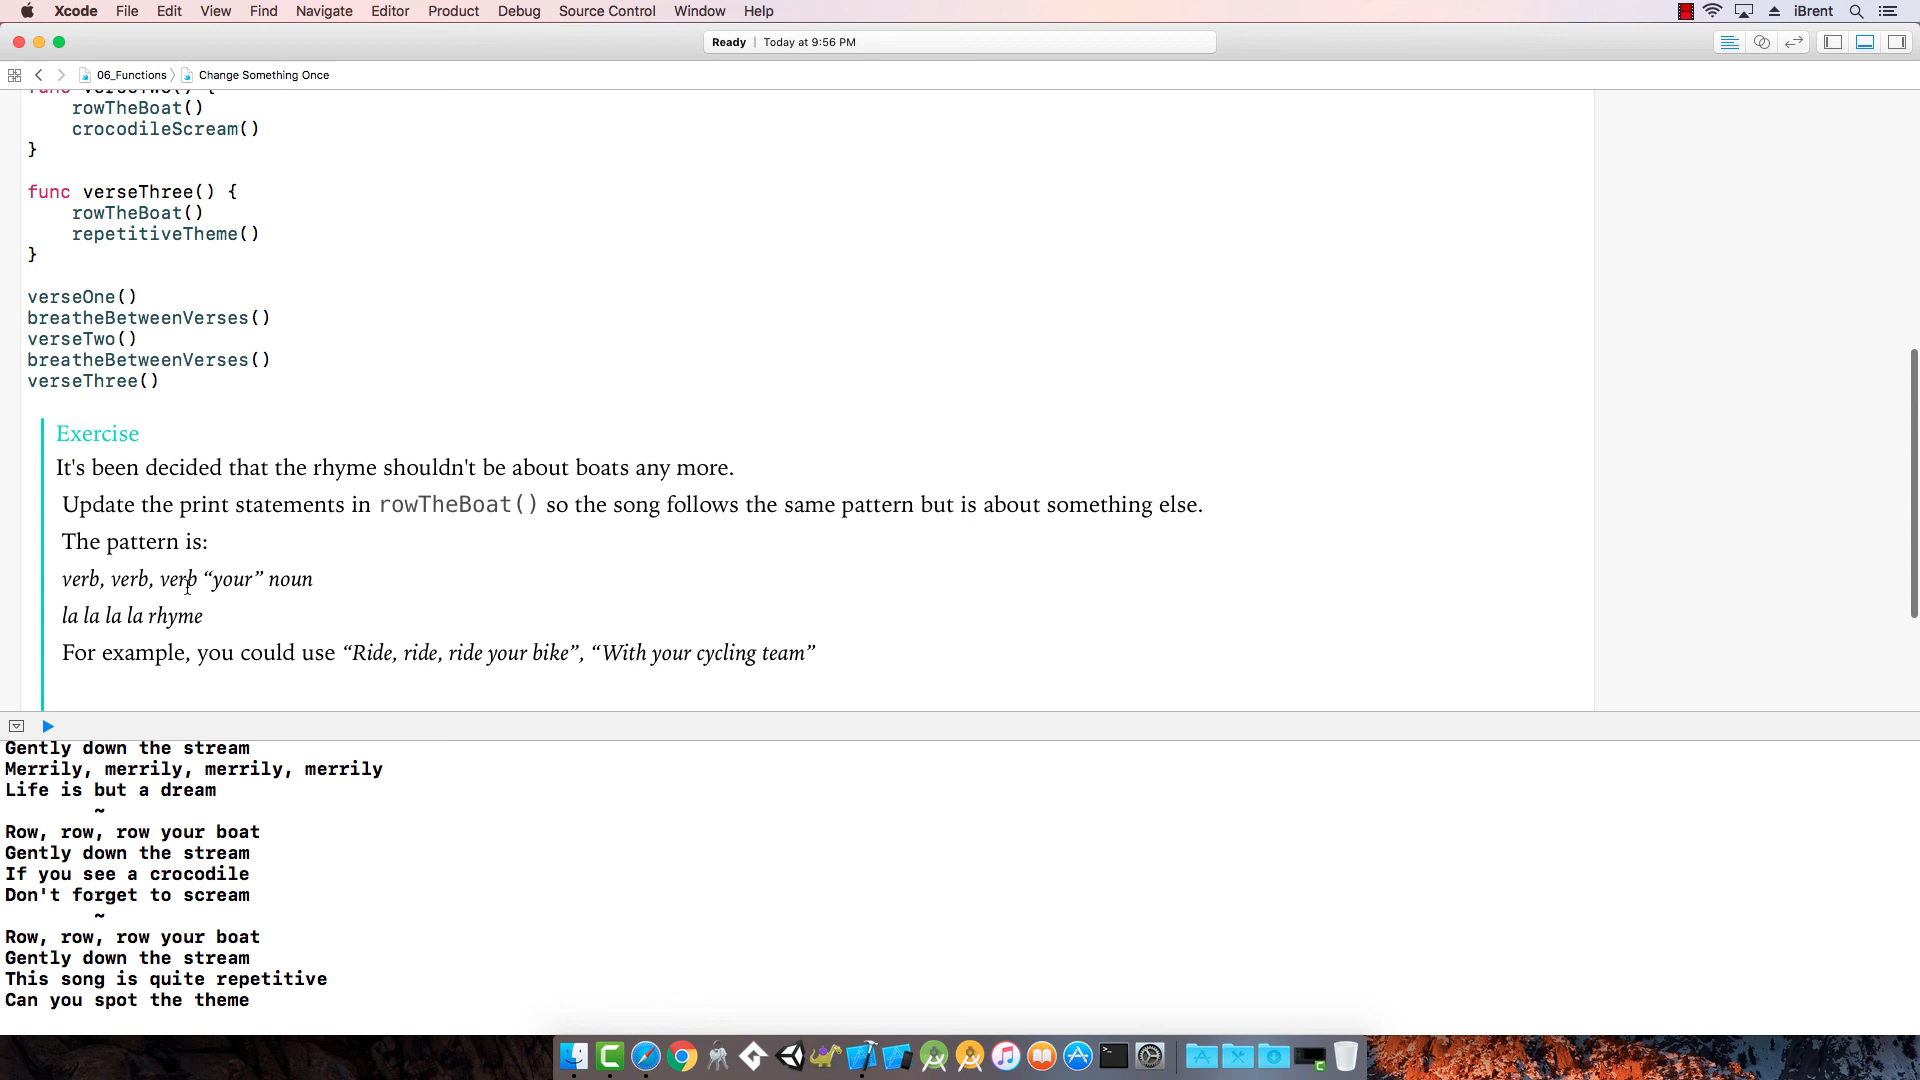 Xcode File Edit View Find Navigate Editor Product Debug Source Control Window Help iBrent
Ready | Today at 9:56 PM
06_Functions Change Something Once
func verseTwo() {
rowTheBoat()
crocodileScream()
}
func verseThree() {
rowTheBoat()
repetitiveTheme()
}
verseOne()
breatheBetweenVerses()
verseTwo()
breatheBetweenVerses()
verseThree()
Exercise
It's been decided that the rhyme shouldn't be about boats any more.
Update the print statements in rowTheBoat() so the song follows the same pattern but is about something else.
The pattern is:
verb, verb, verb “your” noun
la la la la rhyme
For example, you could use “Ride, ride, ride your bike”, “With your cycling team”
Gently down the stream
Merrily, merrily, merrily, merrily
Life is but a dream
~
Row, row, row your boat
Gently down the stream
If you see a crocodile
Don't forget to scream
~
Row, row, row your boat
Gently down the stream
This song is quite repetitive
Can you spot the theme